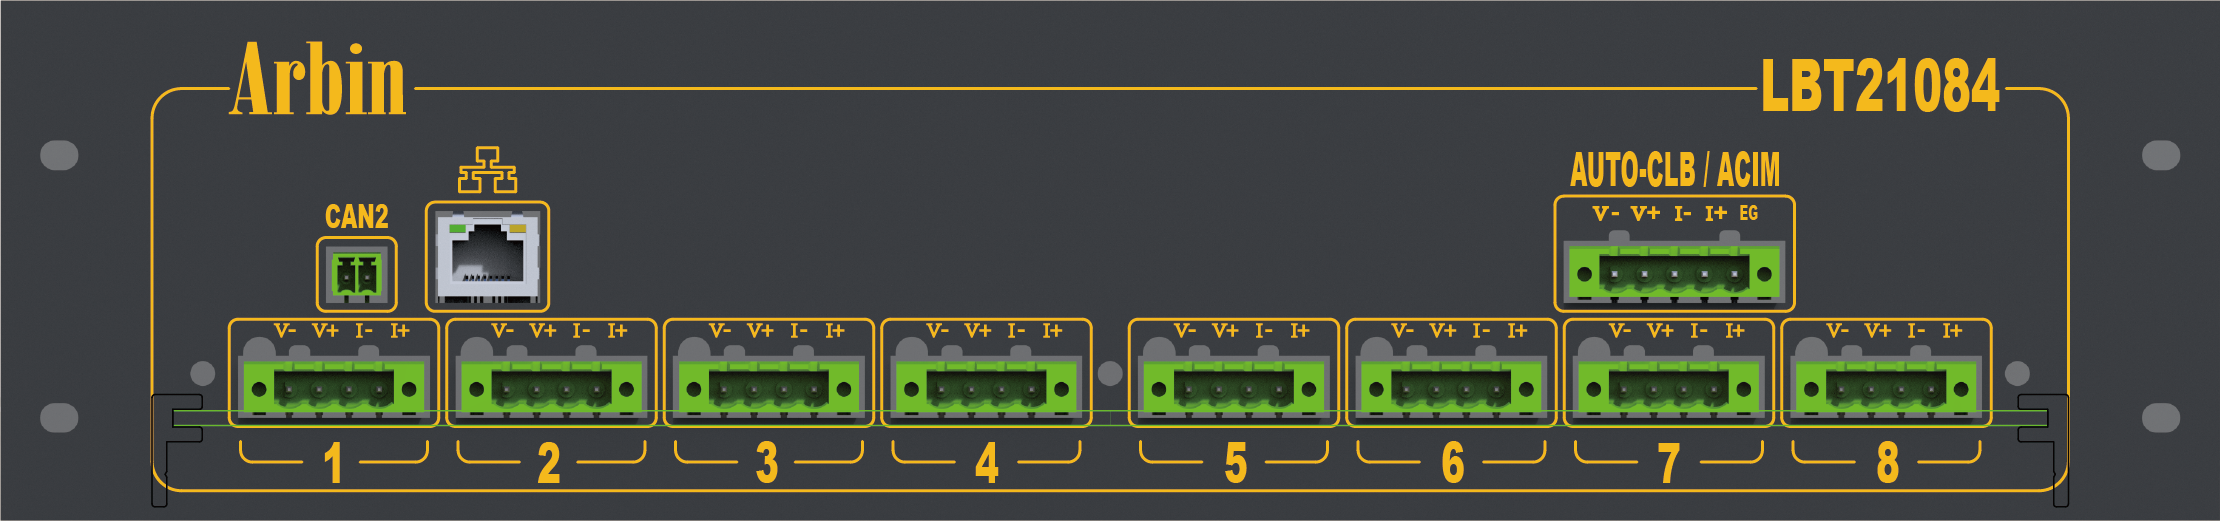 Arbin
LBT21084
AUTO-CLB / ACIM
CAN2
V- V+ I- I+ EG
V- V+ I- I+
V- V+ I- I+
V- V+ I- I+
V- V+ I- I+
V- V+ I- I+
V- V+ I- I+
V- V+ I- I+
V- V+ I- I+
1
2
3
4
5
6
7
8